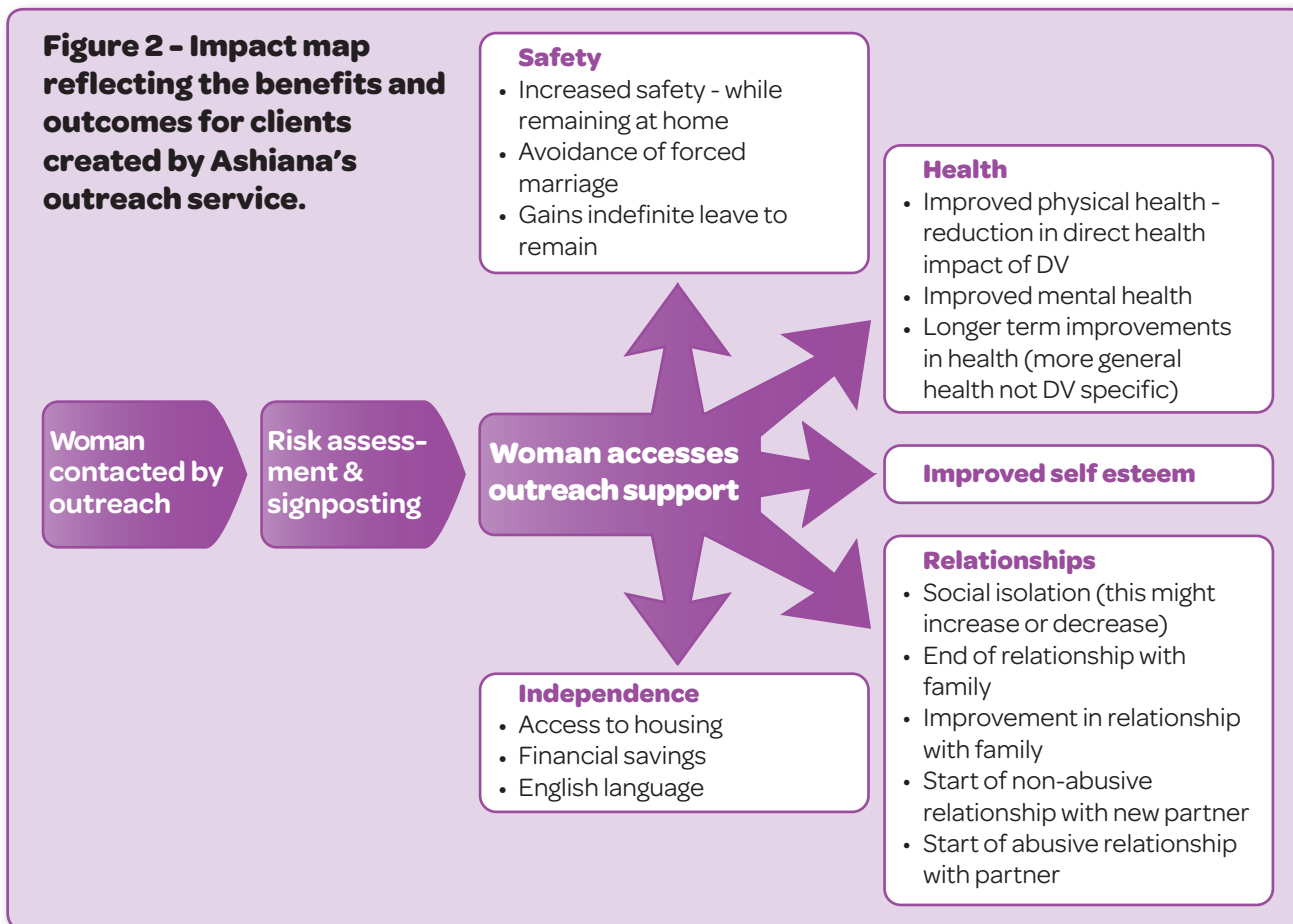 Figure 2 - Impact map
reflecting the benefits and
outcomes for clients
created by Ashiana's
outreach service.
Safety
• Increased safety - while
remaining at home
• Avoidance of forced
marriage
• Gains indefinite leave to
remain
Health
• Improved physical health -
reduction in direct health
impact of DV
• Improved mental health
• Longer term improvements
in health (more general
health not DV specific)
Woman
contacted by
outreach
Risk assess-
ment &
signposting
Woman accesses
outreach support
Improved self esteem
Relationships
• Social isolation (this might
increase or decrease)
• End of relationship with
family
• Improvement in relationship
with family
• Start of non-abusive
relationship with new partner
• Start of abusive relationship
with partner
Independence
• Access to housing
• Financial savings
• English language